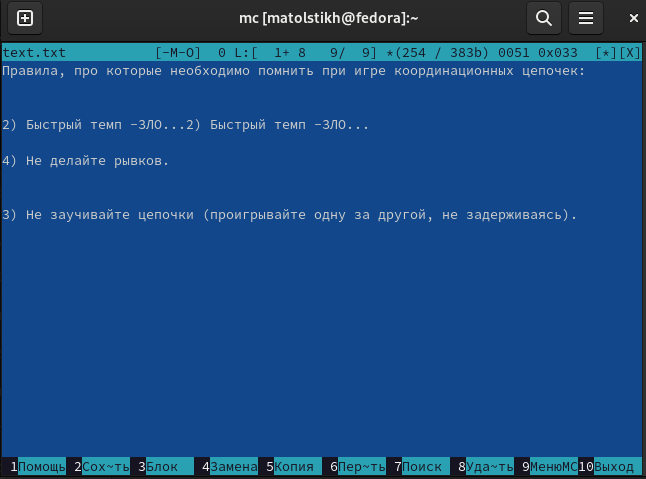 mc [matolstikh@fedora]:~
text.txt [-M-O] 0 L:[ 1+ 8 9/ 9] *(254 / 383b) 0051 0x033 [*][X]
Правила, про которые необходимо помнить при игре координационных цепочек:
2) Быстрый темп -ЗЛО...2) Быстрый темп -ЗЛО...
4) Не делайте рывков.
3) Не заучивайте цепочки (проигрывайте одну за другой, не задерживаясь).
1Помощь 2Сох~ть 3Блок 4Замена 5Копия 6Пер~ть 7Поиск 8Уда~ть 9МенюMC 10Выход